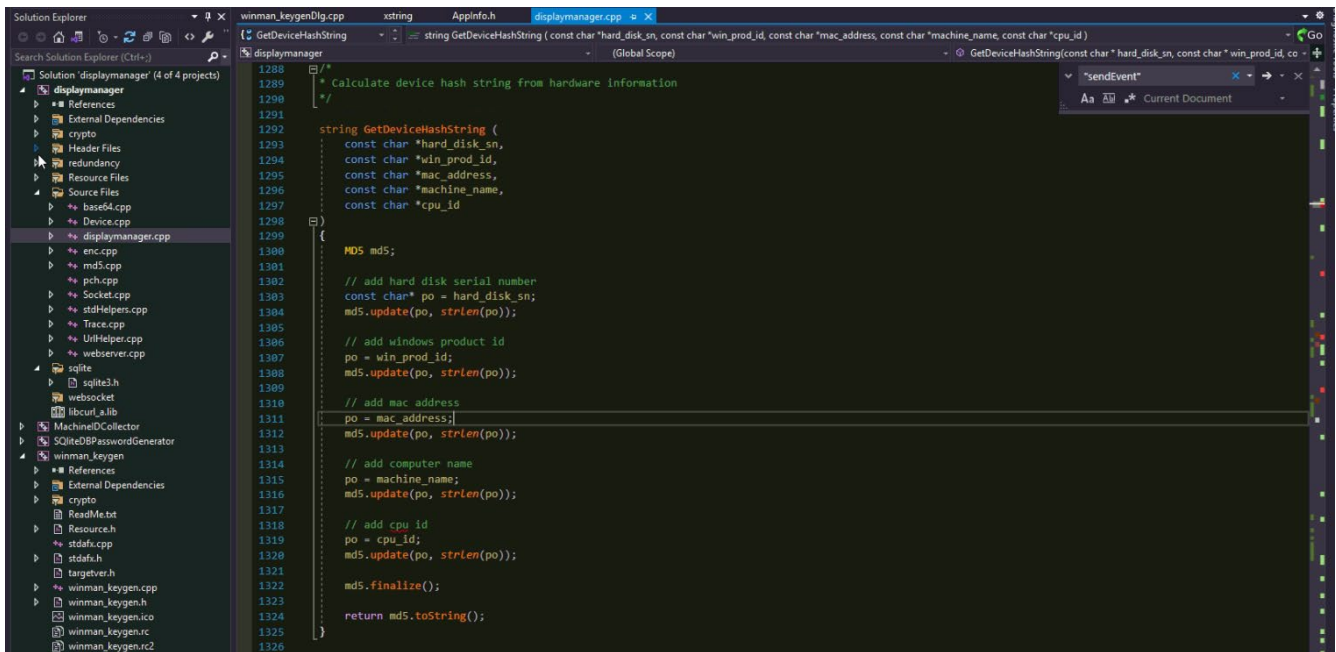 Solution Explorer
Search Solution Explorer (Ctrl+;)
Solution 'displaymanager' (4 of 4 projects)
displaymanager
References
External Dependencies
crypto
Header Files
redundancy
Resource Files
Source Files
base64.cpp
Device.cpp
displaymanager.cpp
enc.cpp
md5.cpp
pch.cpp
Socket.cpp
stdHelpers.cpp
Trace.cpp
UrlHelper.cpp
webserver.cpp
sqlite
sqlite3.h
websocket
libcurl_a.lib
MachineIDCollector
SQliteDBPasswordGenerator
winman_keygen
References
External Dependencies
crypto
ReadMe.txt
Resource.h
stdafx.cpp
stdafx.h
targetver.h
winman_keygen.cpp
winman_keygen.h
winman_keygen.ico
winman_keygen.rc
winman_keygen.rc2
winman_keygenDlg.cpp xstring AppInfo.h displaymanager.cpp
GetDeviceHashString string GetDeviceHashString ( const char *hard_disk_sn, const char *win_prod_id, const char *mac_address, const char *machine_name, const char *cpu_id ) Go
displaymanager (Global Scope) GetDeviceHashString(const char * hard_disk_sn, const char * win_prod_id, co
"sendEvent"
Aa Current Document
1288 /*
1289 * Calculate device hash string from hardware information
1290 */
1291
1292 string GetDeviceHashString (
1293 const char *hard_disk_sn,
1294 const char *win_prod_id,
1295 const char *mac_address,
1296 const char *machine_name,
1297 const char *cpu_id
1298 )
1299 {
1300 MD5 md5;
1301
1302 // add hard disk serial number
1303 const char* po = hard_disk_sn;
1304 md5.update(po, strlen(po));
1305
1306 // add windows product id
1307 po = win_prod_id;
1308 md5.update(po, strlen(po));
1309
1310 // add mac address
1311 po = mac_address;
1312 md5.update(po, strlen(po));
1313
1314 // add computer name
1315 po = machine_name;
1316 md5.update(po, strlen(po));
1317
1318 // add cpu id
1319 po = cpu_id;
1320 md5.update(po, strlen(po));
1321
1322 md5.finalize();
1323
1324 return md5.toString();
1325 }
1326